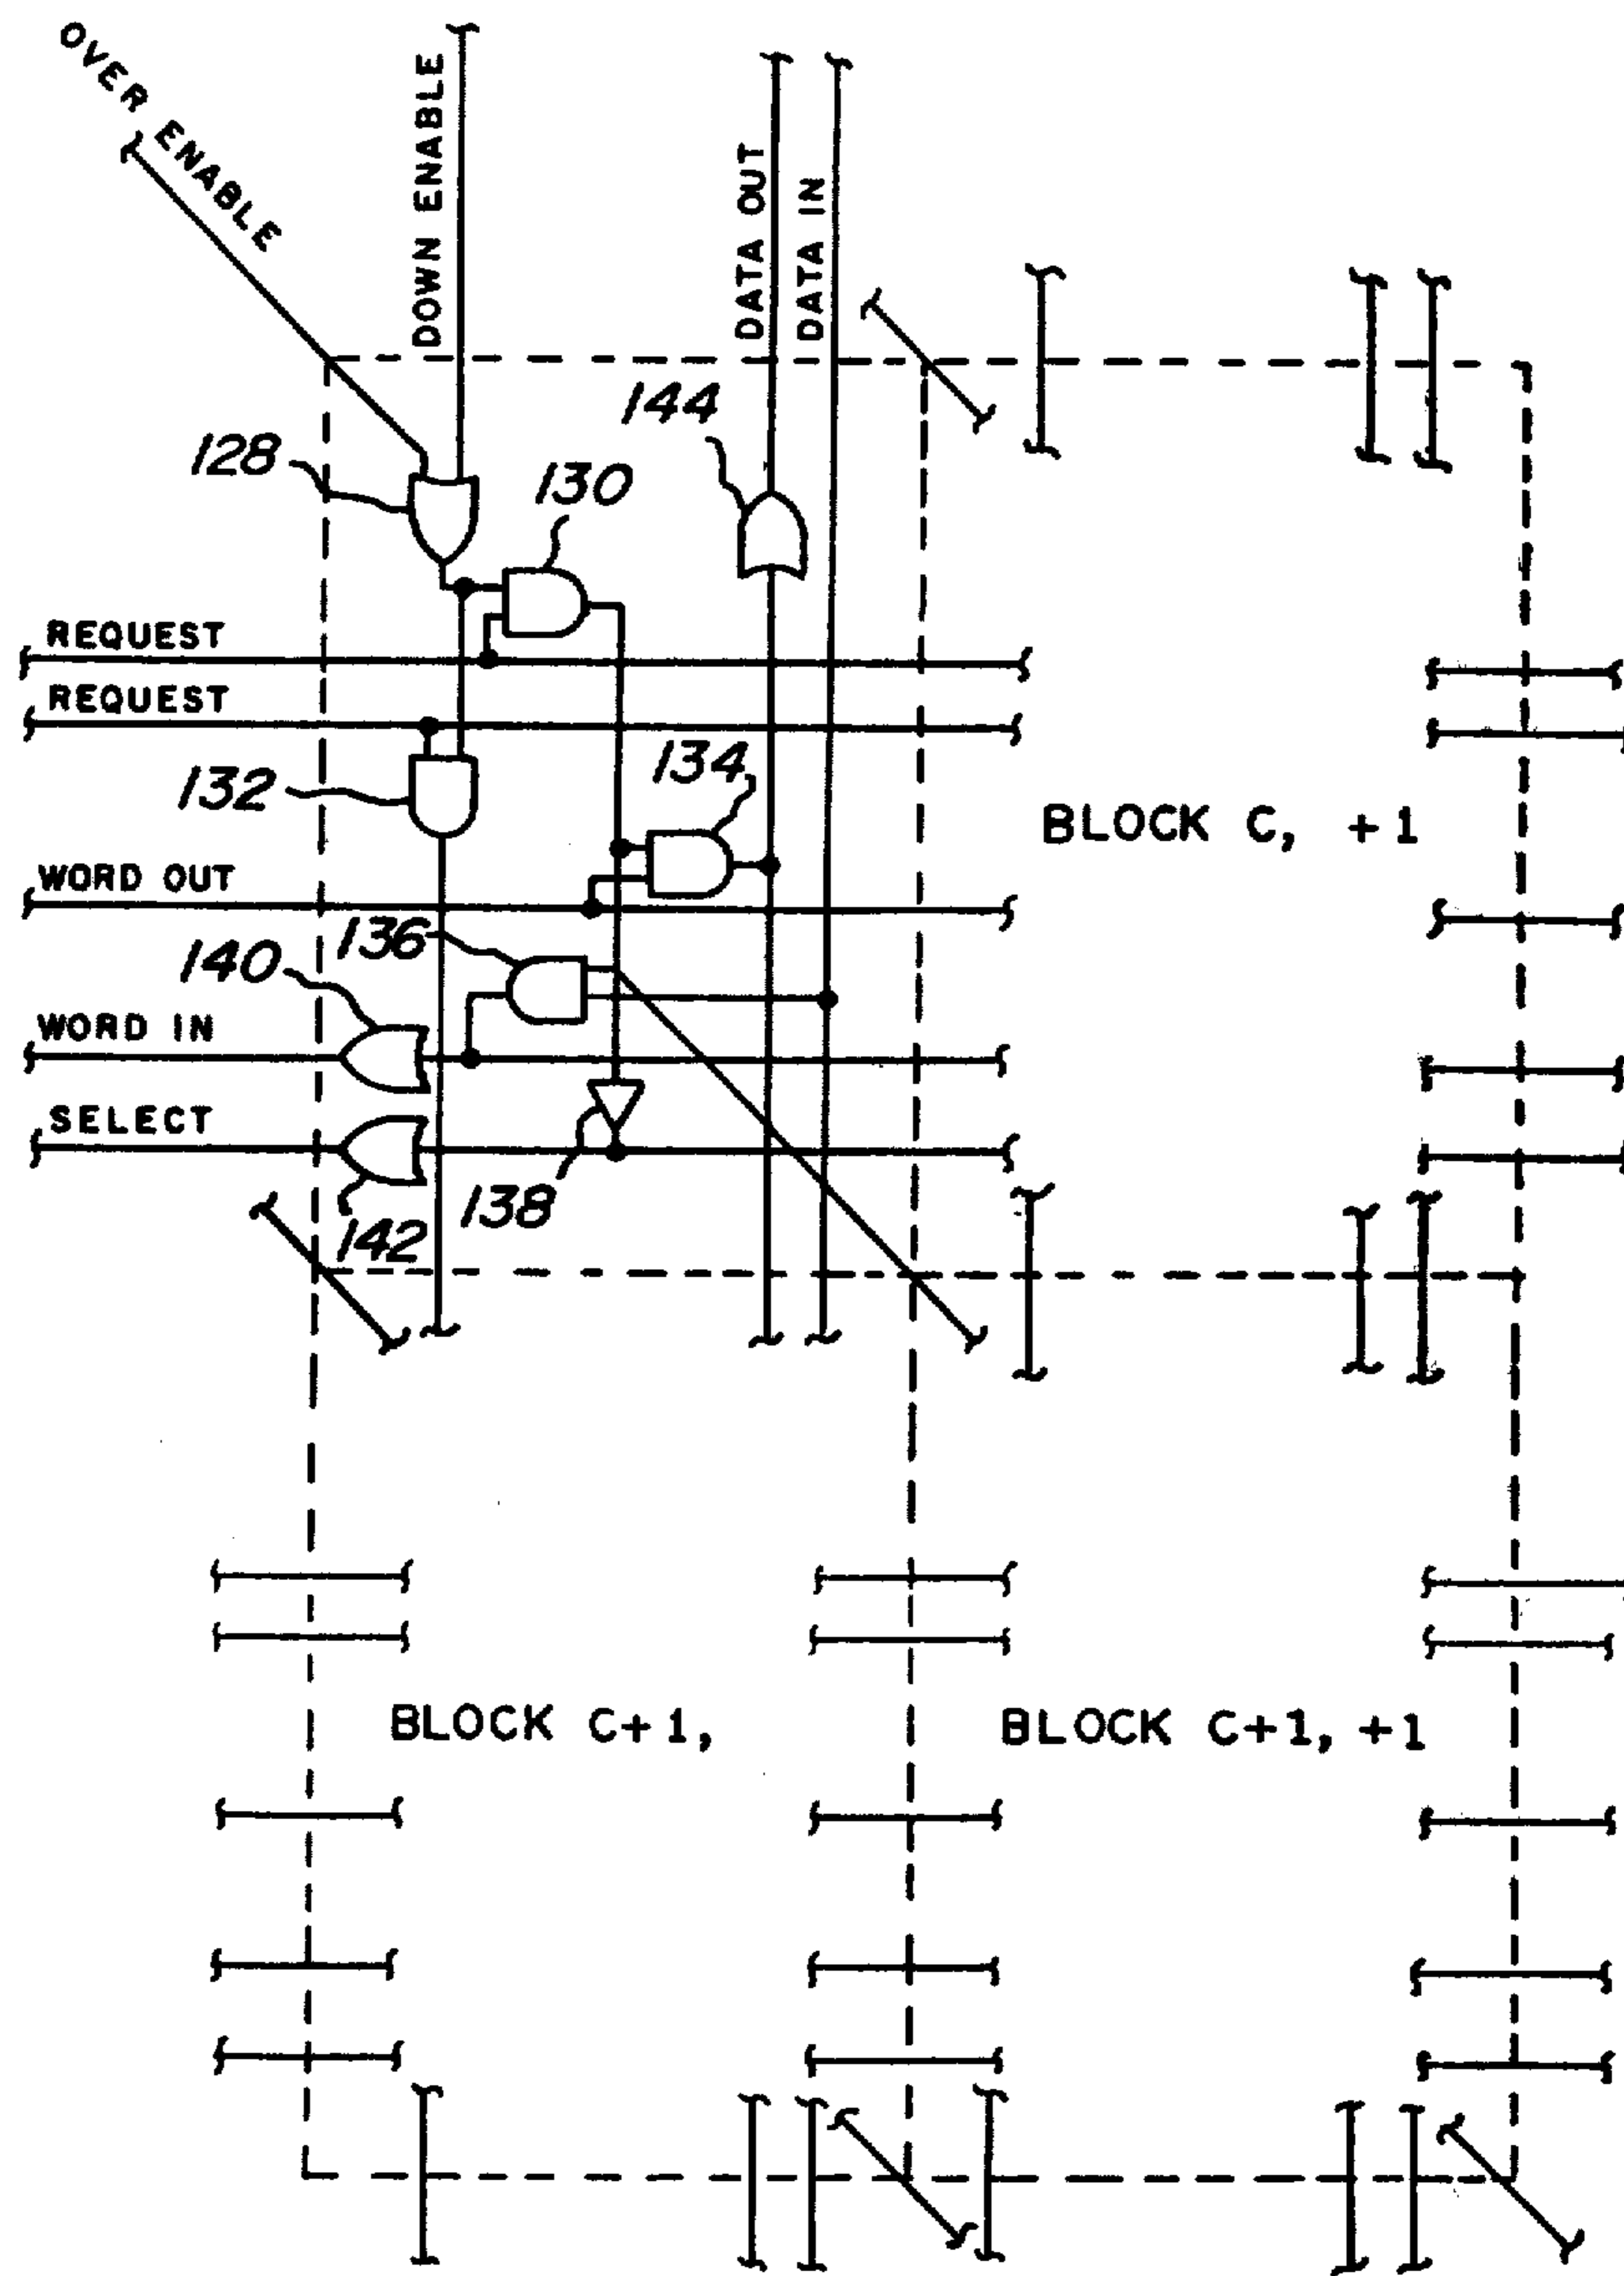 OVER ENABLE
DOWN ENABLE
DATA OUT
DATA IN
144
128
130
REQUEST
REQUEST
134
132
BLOCK C, +1
WORD OUT
136
140
WORD IN
SELECT
138
142
BLOCK C+1,
BLOCK C+1, +1